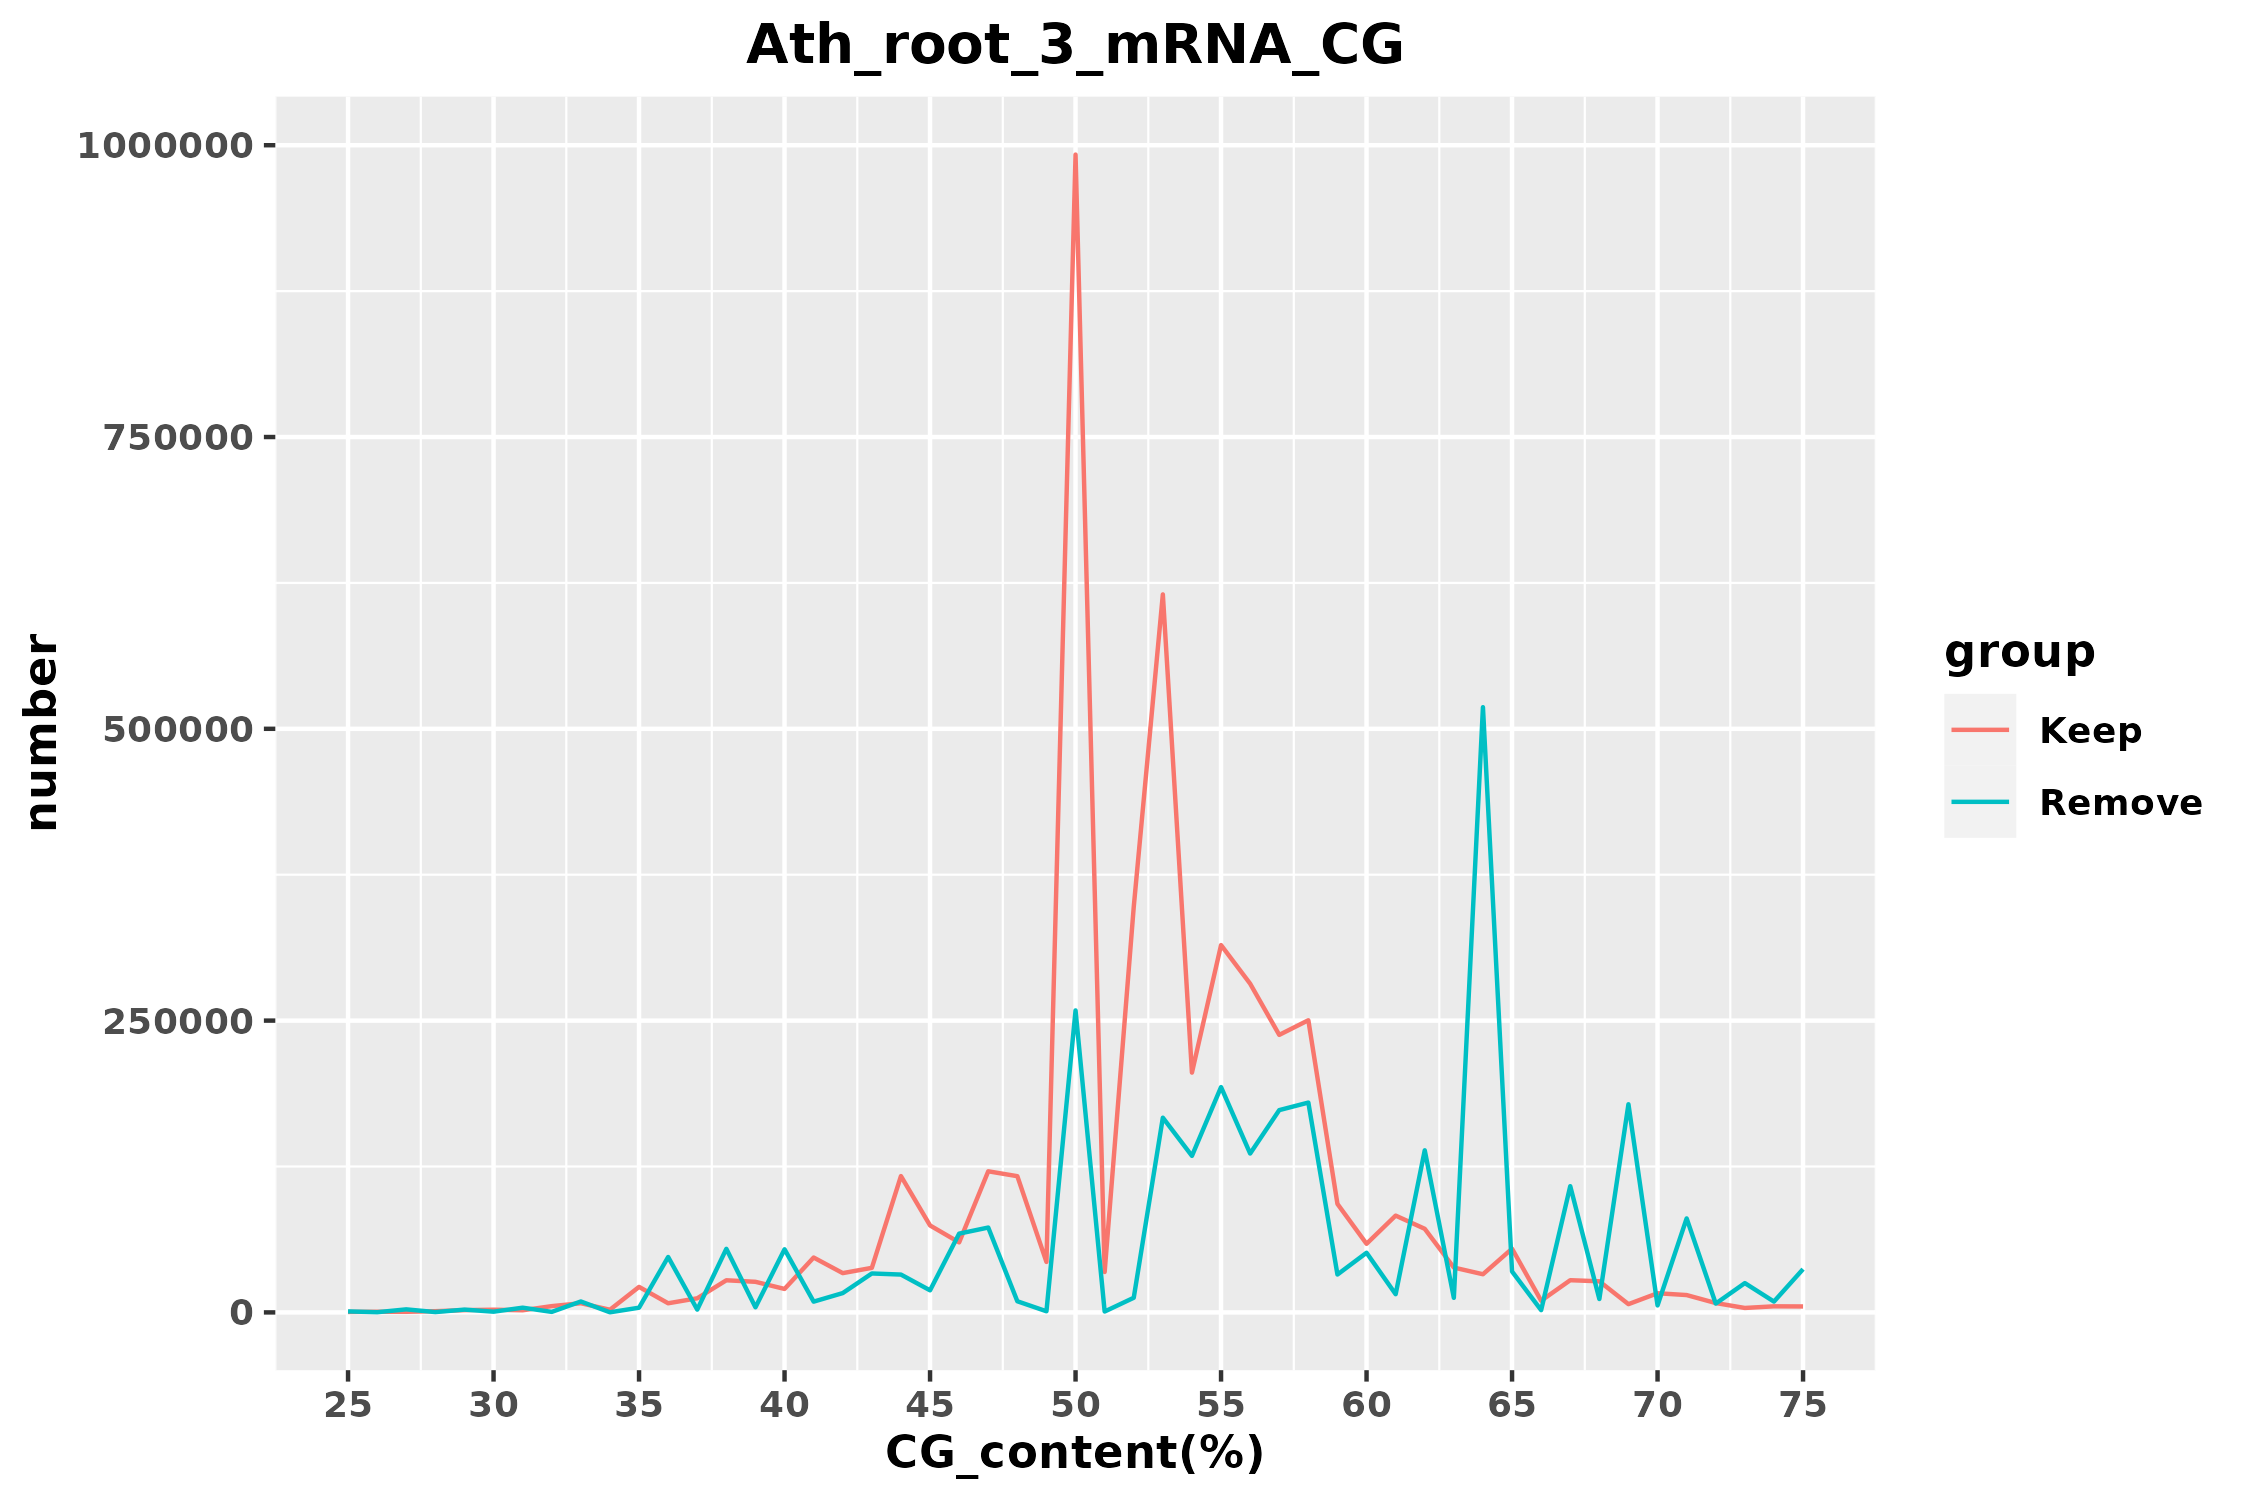 Ath_root_3_mRNA_CG
1000000
750000
500000
250000
0
number
25 30 35 40 45 50 55 60 65 70 75
CG_content(%)
group
Keep
Remove